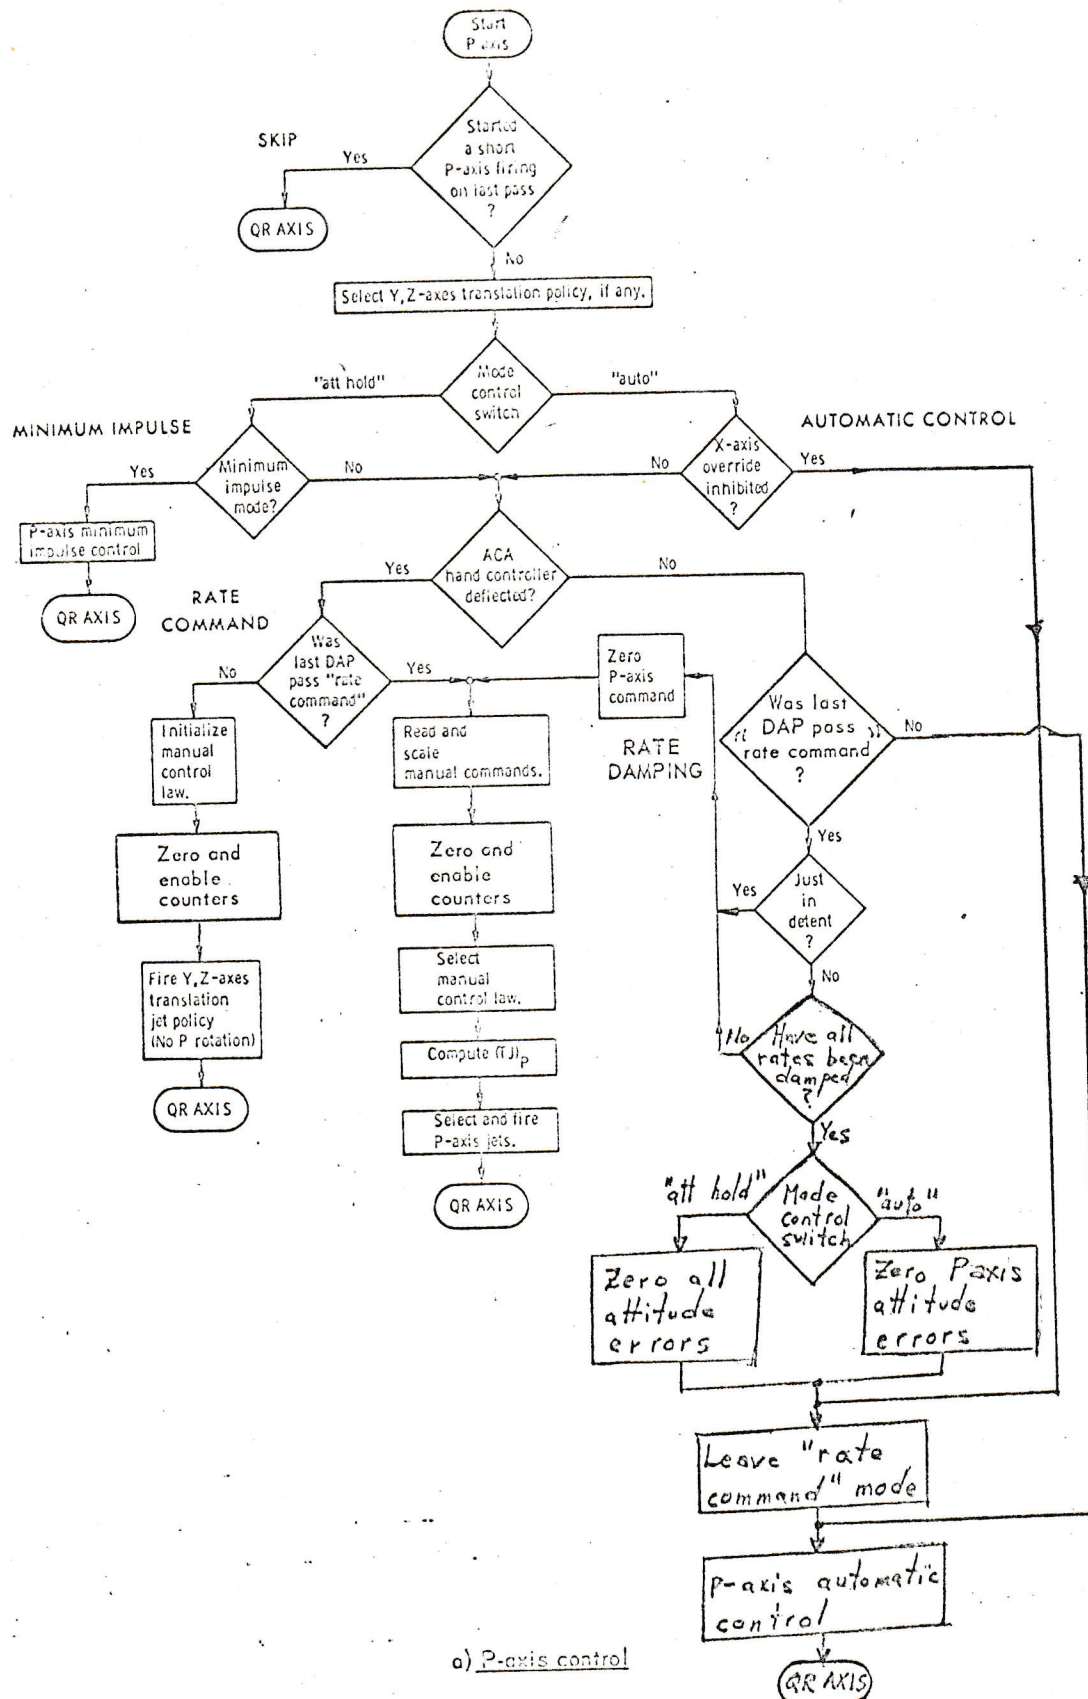 Start
P axis
Started
a short
P-axis firing
on last pass
?
SKIP
Yes
QR AXIS
No
Select Y,Z-axes translation policy, if any.
Mode
control
switch
"att hold"
"auto"
MINIMUM IMPULSE
Minimum
impulse
mode?
Yes
No
P-axis minimum
impulse control
QR AXIS
AUTOMATIC CONTROL
X-axis
override
inhibited
?
No
Yes
ACA
hand controller
deflected?
Yes
No
RATE
COMMAND
Was
last DAP
pass "rate
command"
?
No
Yes
Initialize
manual
control
law.
Zero and
enable
counters
Fire Y,Z-axes
translation
jet policy
(No P rotation)
QR AXIS
Read and
scale
manual commands.
Zero and
enable
counters
Select
manual
control law.
Compute (TJ)P
Select and fire
P-axis jets.
QR AXIS
Zero
P-axis
command
RATE
DAMPING
Was last
" DAP pass "
rate command
?
No
Yes
Just
in
detent
?
Yes
No
Have all
rates been
damped
?
No
Yes
Mode
control
switch
"att hold"
"auto"
Zero all
attitude
errors
Zero P axis
attitude
errors
Leave "rate
command" mode
P-axis automatic
control
QR AXIS
a) P-axis control